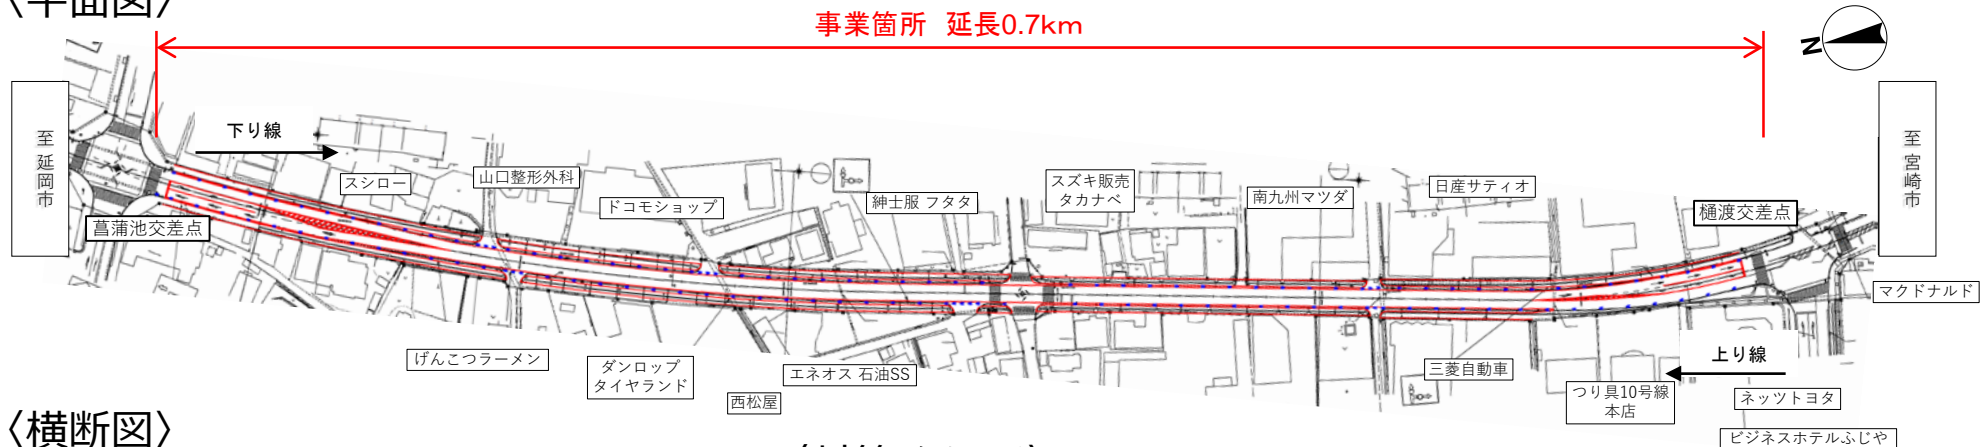 〈平面図〉
事業箇所 延長0.7km
N
至 延岡市
至 宮崎市
下り線
スシロー
山口整形外科
ドコモショップ
紳士服 フタタ
スズキ販売
タカナベ
南九州マツダ
日産サティオ
樋渡交差点
菖蒲池交差点
マクドナルド
げんこつラーメン
ダンロップ
タイヤランド
西松屋
エネオス 石油SS
三菱自動車
上り線
つり具10号線
本店
ネッツトヨタ
ビジネスホテルふじや
〈横断図〉